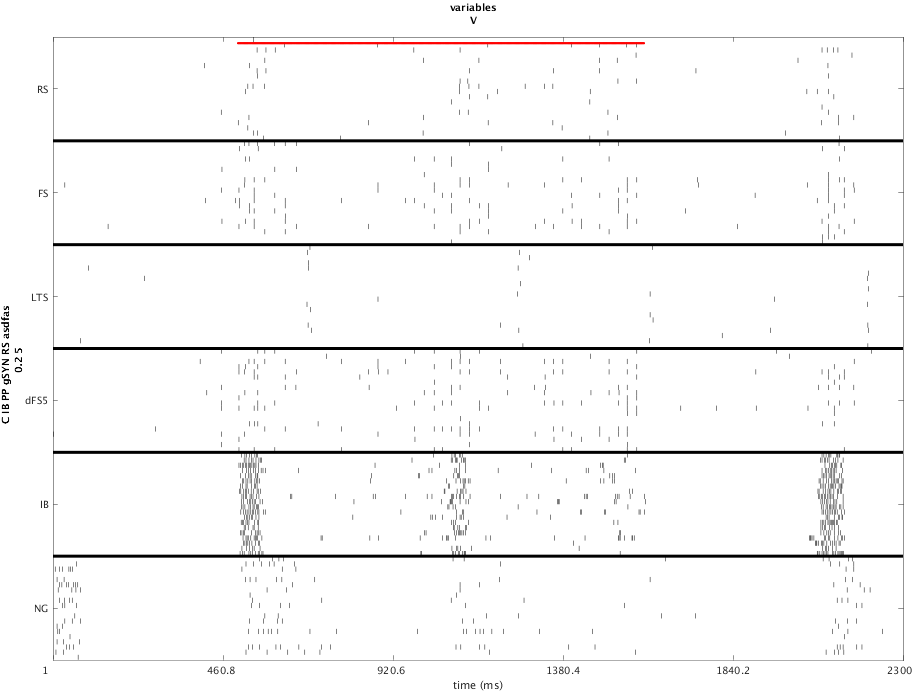 variables
V
RS
FS
LTS
dFS5
IB
NG
C IB PP gSYN RS asdfas
0.2 5
1
460.8
920.6
1380.4
1840.2
2300
time (ms)